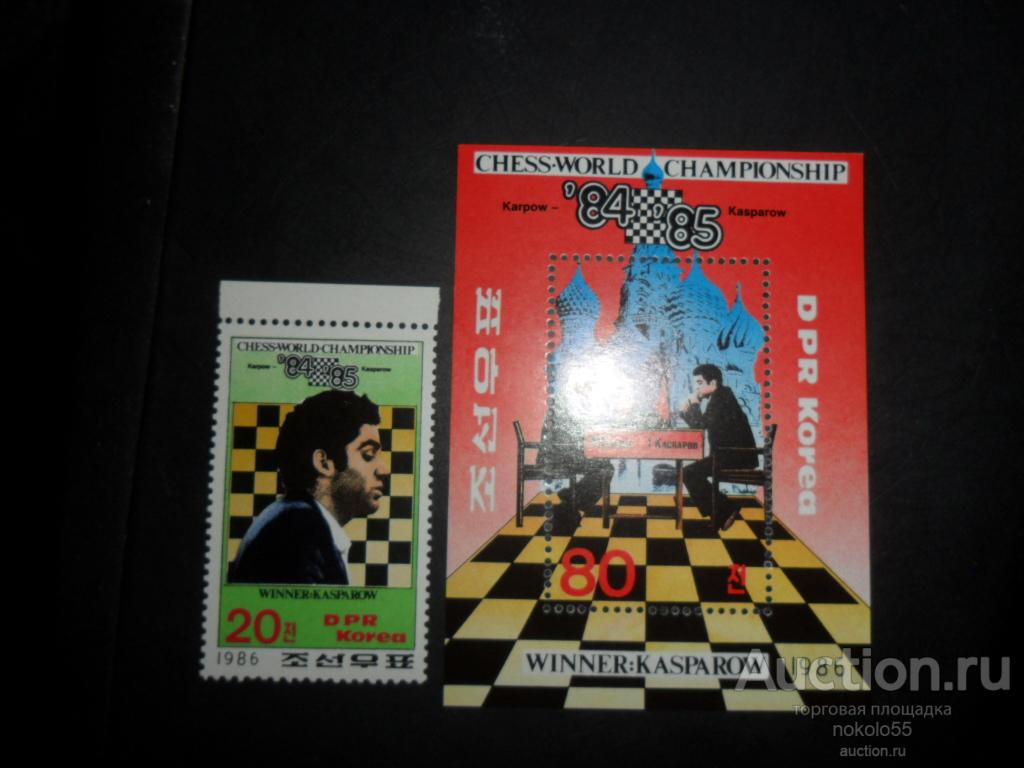 CHESS-WORLD-CHAMPIONSHIP
Karpow – '84 '85 Kasparow
WINNER:KASPAROW
20 전
DPR
Korea
1986 조선우표
CHESS-WORLD CHAMPIONSHIP
Karpow – '84 '85 Kasparow
조선우표
DPR Korea
КАСПАРОВ
80 전
WINNER:KASPAROW 1986
Auction.ru
торговая площадка
nokolo55
auction.ru